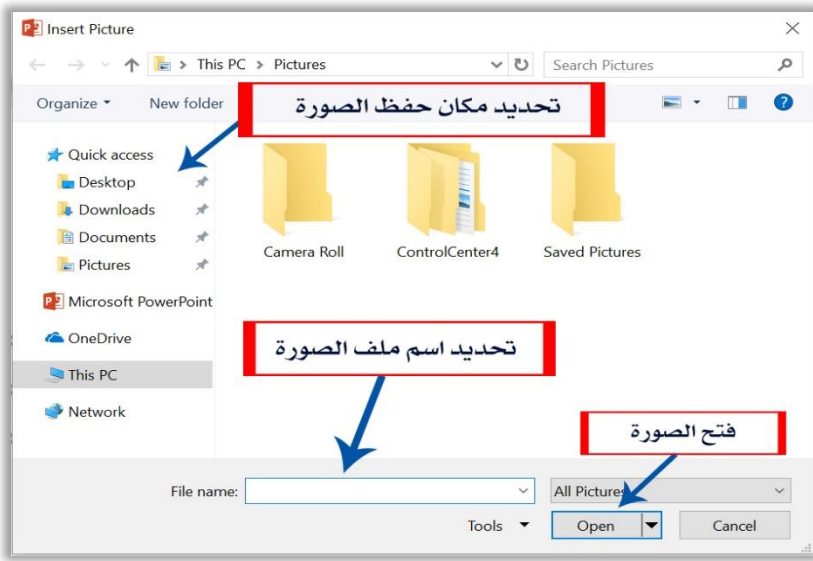 Insert Picture
This PC > Pictures
Search Pictures
Organize
New folder
تحديد مكان حفظ الصورة
Quick access
Desktop
Downloads
Documents
Pictures
Microsoft PowerPoint
OneDrive
This PC
Network
Camera Roll
ControlCenter4
Saved Pictures
تحديد اسم ملف الصورة
فتح الصورة
File name:
All Pictures
Tools
Open
Cancel